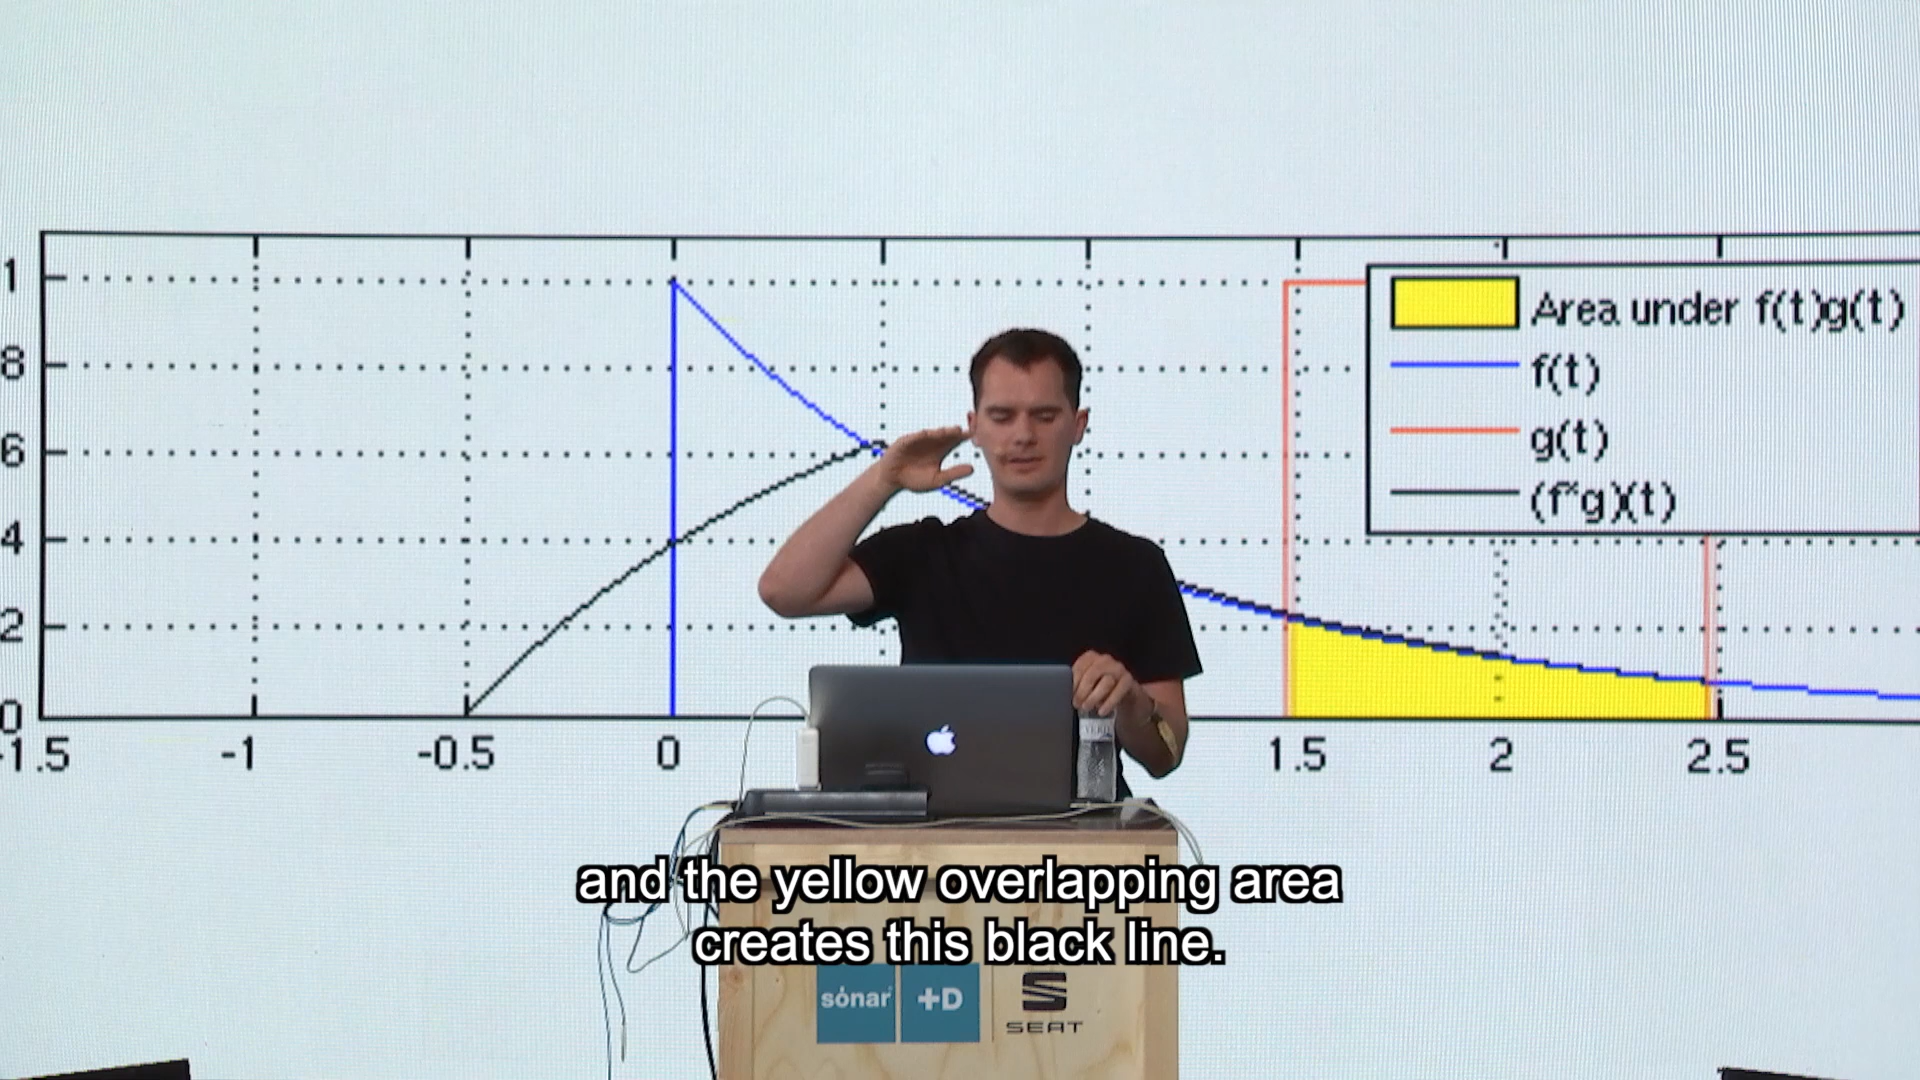 1
8
6
4
2
0
-1.5
-1
-0.5
0
1.5
2
2.5
Area under f(t)g(t)
f(t)
g(t)
(f*g)(t)
and the yellow overlapping area
creates this black line.
sónar
+D
SEAT